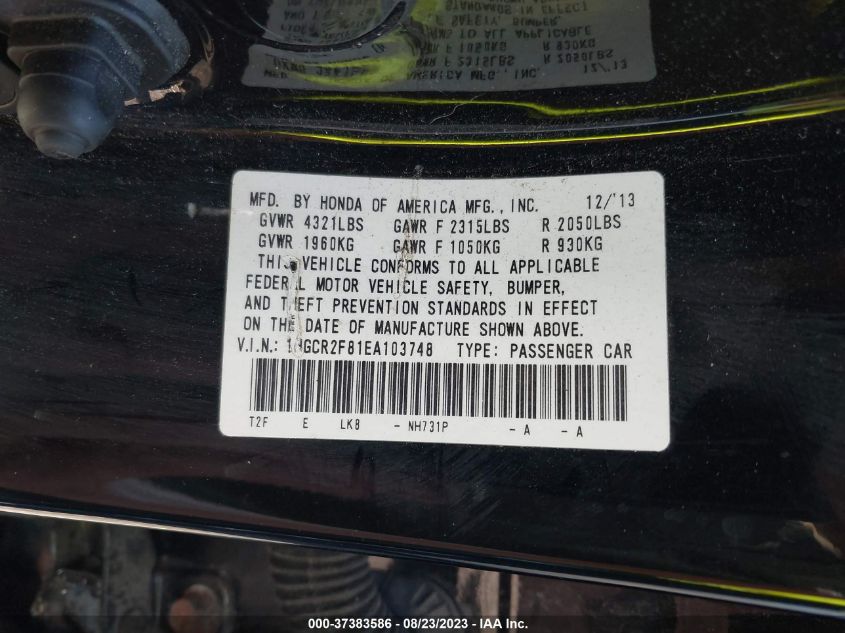 MFD. BY HONDA OF AMERICA MFG., INC. 12/'13
GVWR 4321LBS GAWR F 2315LBS R 2050LBS
GVWR 1960KG GAWR F 1050KG R 930KG
THIS VEHICLE CONFORMS TO ALL APPLICABLE
FEDERAL MOTOR VEHICLE SAFETY, BUMPER,
AND THEFT PREVENTION STANDARDS IN EFFECT
ON THE DATE OF MANUFACTURE SHOWN ABOVE.
V.I.N.: 1HGCR2F81EA103748 TYPE: PASSENGER CAR
T2F E LK8 - NH731P - A - A
000-37383586 - 08/23/2023 - IAA Inc.